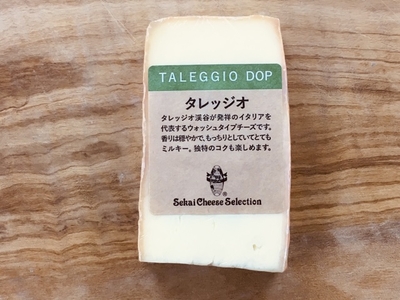 TALEGGIO DOP
タレッジオ
タレッジオ渓谷が発祥のイタリアを
代表するウォッシュタイプチーズです。
香りは穏やかで、もっちりとしていてとても
ミルキー。独特のコクも楽しめます。
®
Sekai Cheese Selection